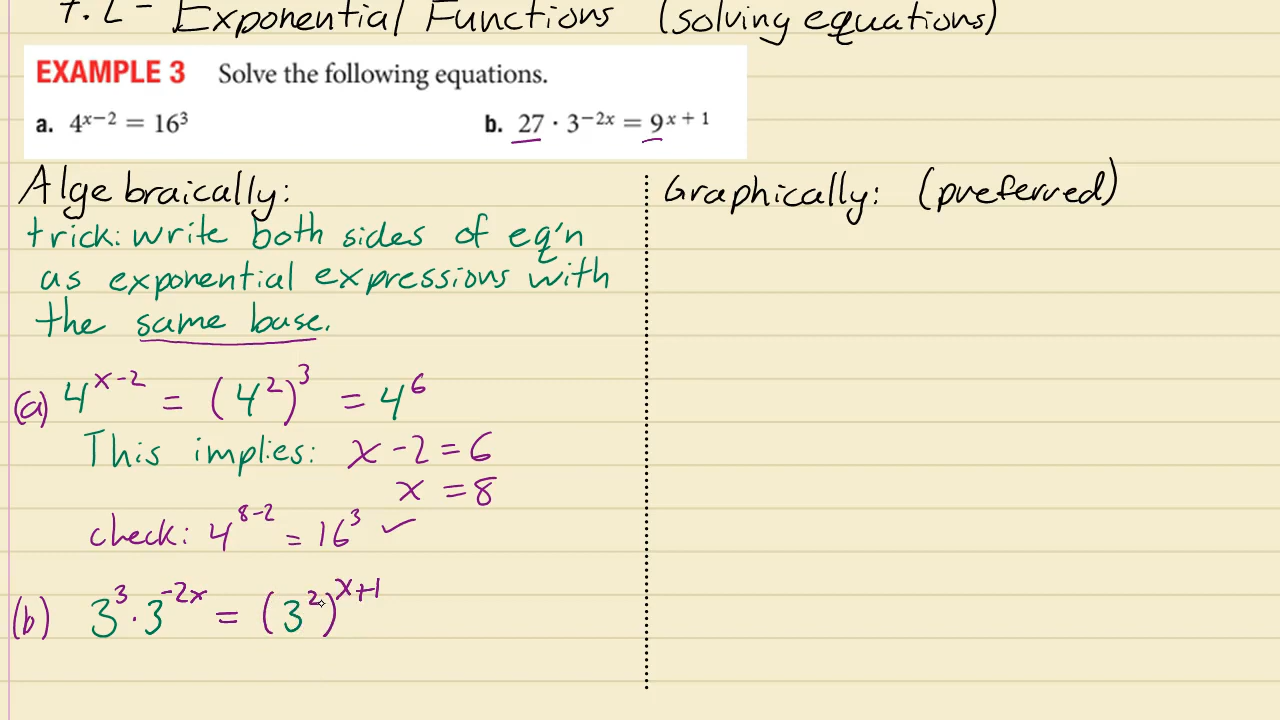 7.2 - Exponential Functions (solving equations)
EXAMPLE 3 Solve the following equations.
a. 4^{x−2} = 16^3 b. 27 · 3^{−2x} = 9^{x + 1}
Algebraically:
trick: write both sides of eq'n
as exponential expressions with
the same base.
(a) 4^{x-2} = (4^2)^3 = 4^6
This implies: x - 2 = 6
x = 8
check: 4^{8-2} = 16^3 ✓
(b) 3^3 · 3^{-2x} = (3^2)^{x+1}
Graphically: (preferred)